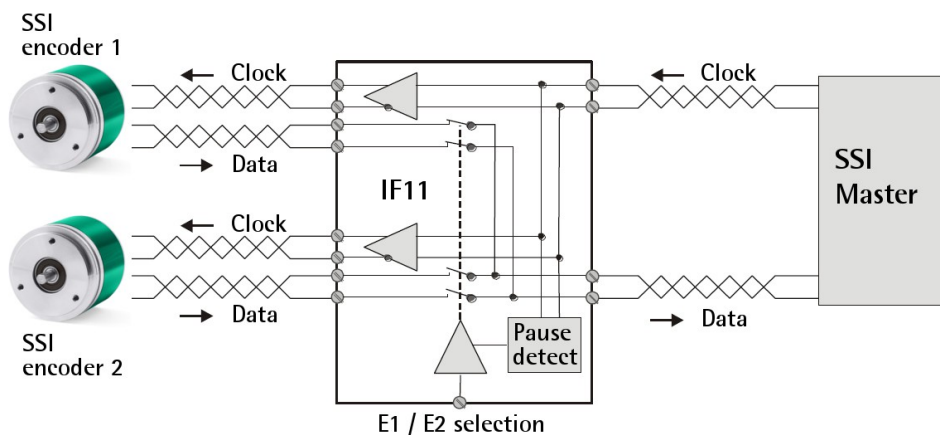 SSI
encoder 1
Clock
Data
Clock
Data
SSI
encoder 2
IF11
Pause
detect
E1 / E2 selection
Clock
Data
SSI
Master